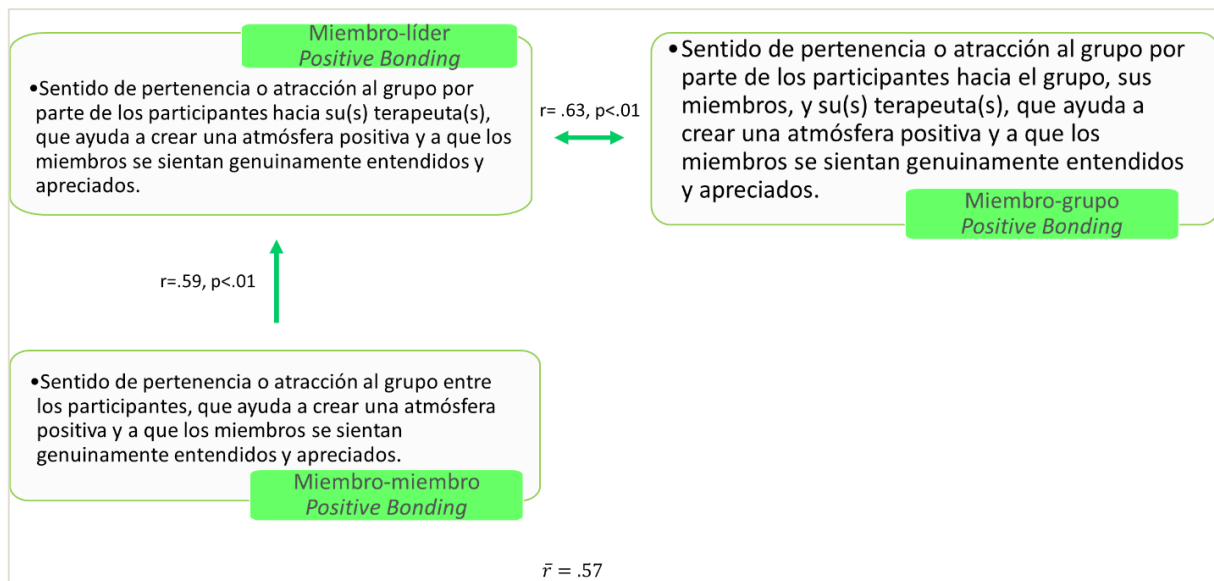 Miembro-líder
Positive Bonding
•Sentido de pertenencia o atracción al grupo por
parte de los participantes hacia su(s) terapeuta(s),
que ayuda a crear una atmósfera positiva y a que los
miembros se sientan genuinamente entendidos y
apreciados.
r= .63, p<.01
•Sentido de pertenencia o atracción al grupo por
parte de los participantes hacia el grupo, sus
miembros, y su(s) terapeuta(s), que ayuda a
crear una atmósfera positiva y a que los
miembros se sientan genuinamente entendidos
y apreciados.
Miembro-grupo
Positive Bonding
r=.59, p<.01
•Sentido de pertenencia o atracción al grupo entre
los participantes, que ayuda a crear una atmósfera
positiva y a que los miembros se sientan
genuinamente entendidos y apreciados.
Miembro-miembro
Positive Bonding
r̄ = .57